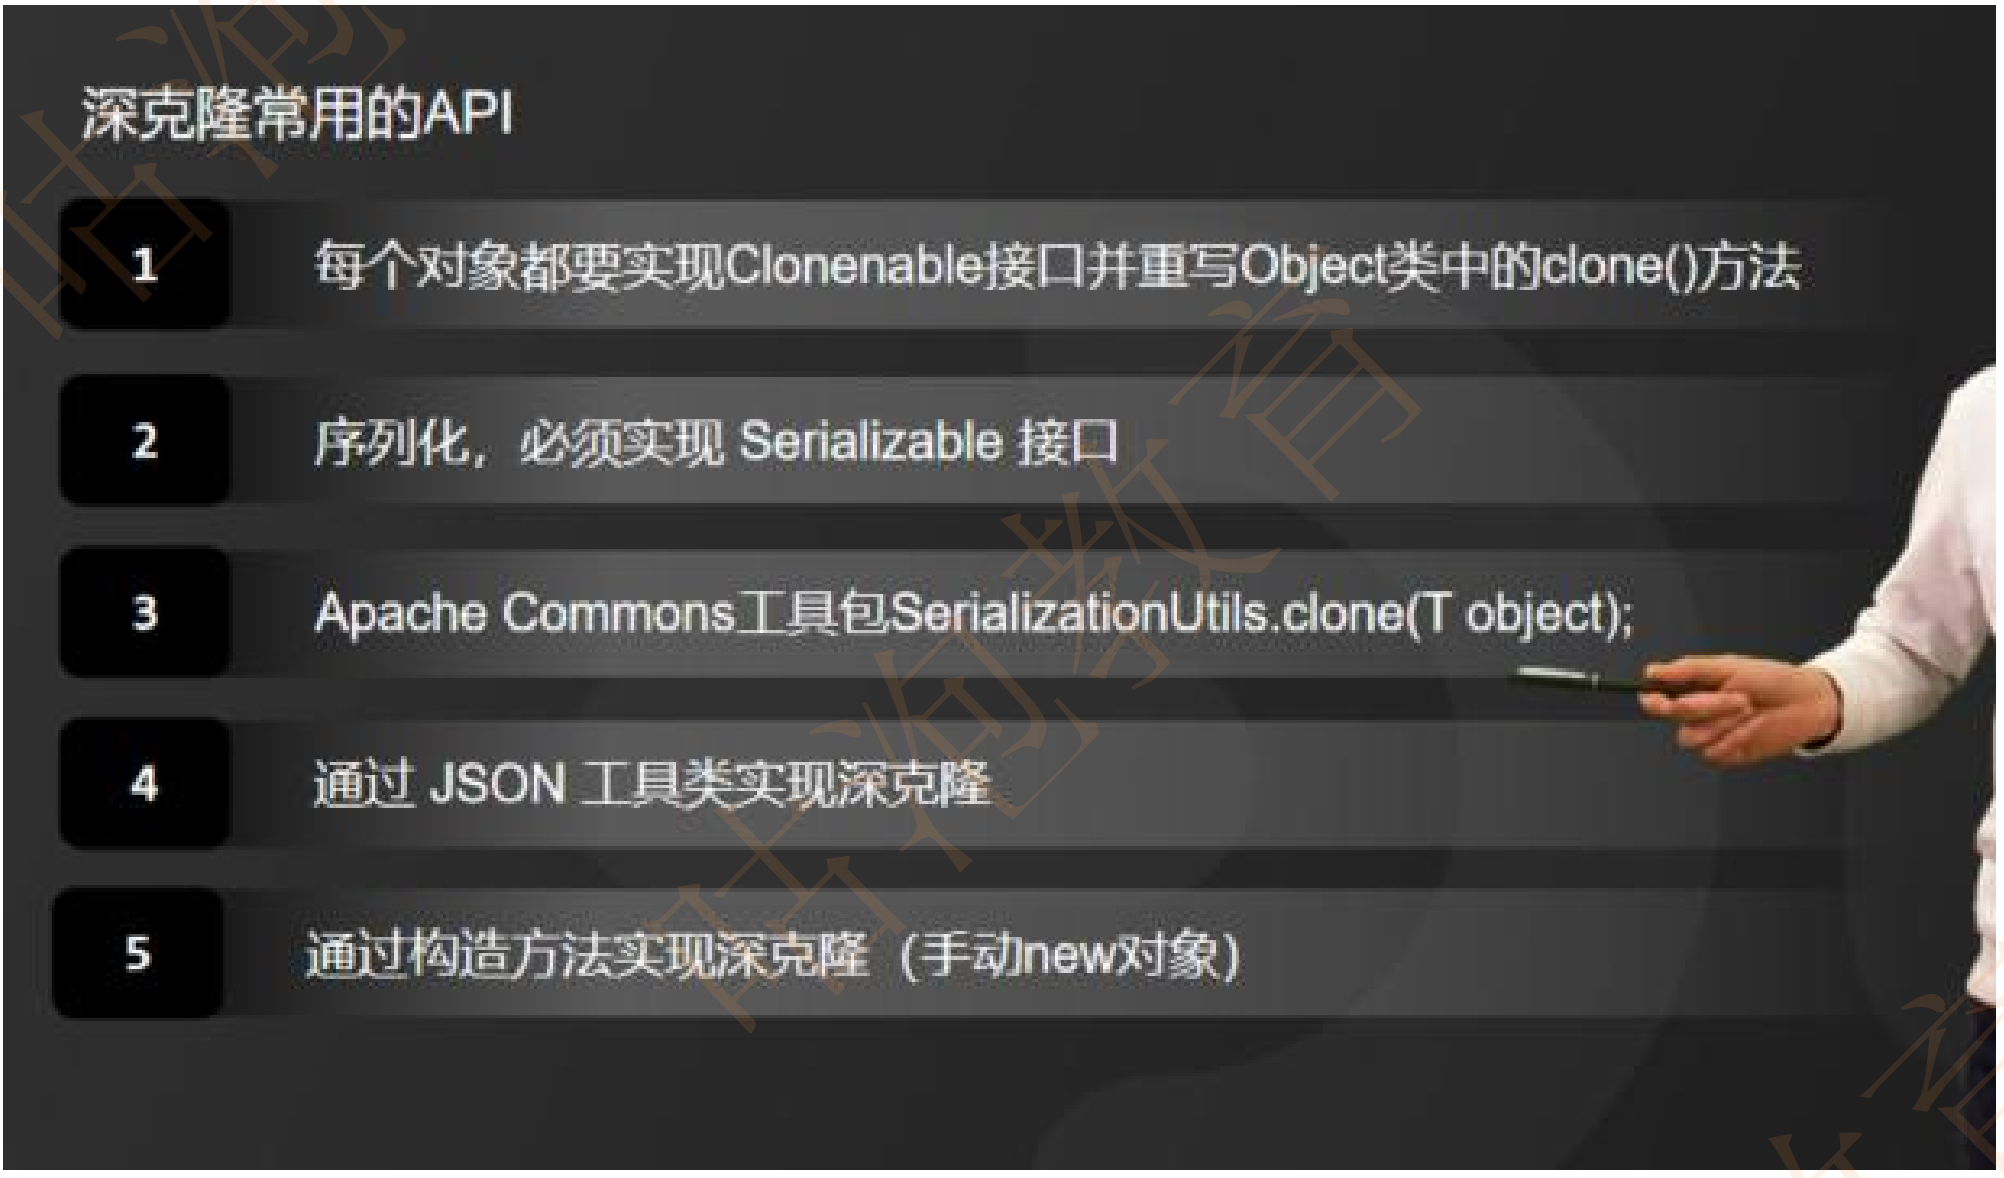 深克隆常用的API
1
每个对象都要实现Clonenable接口并重写Object类中的clone()方法
2
序列化，必须实现 Serializable 接口
3
Apache Commons工具包SerializationUtils.clone(T object);
4
通过 JSON 工具类实现深克隆
5
通过构造方法实现深克隆（手动new对象）
咕泡教育